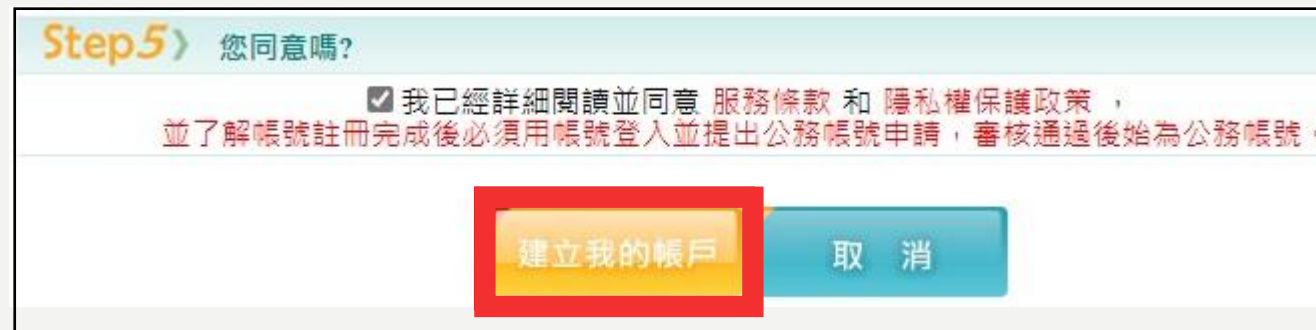 Step5》 您同意嗎?
我已經詳細閱讀並同意 服務條款 和 隱私權保護政策 ，
並了解帳號註冊完成後必須用帳號登入並提出公務帳號申請，審核通過後始為公務帳號
建立我的帳戶 取 消